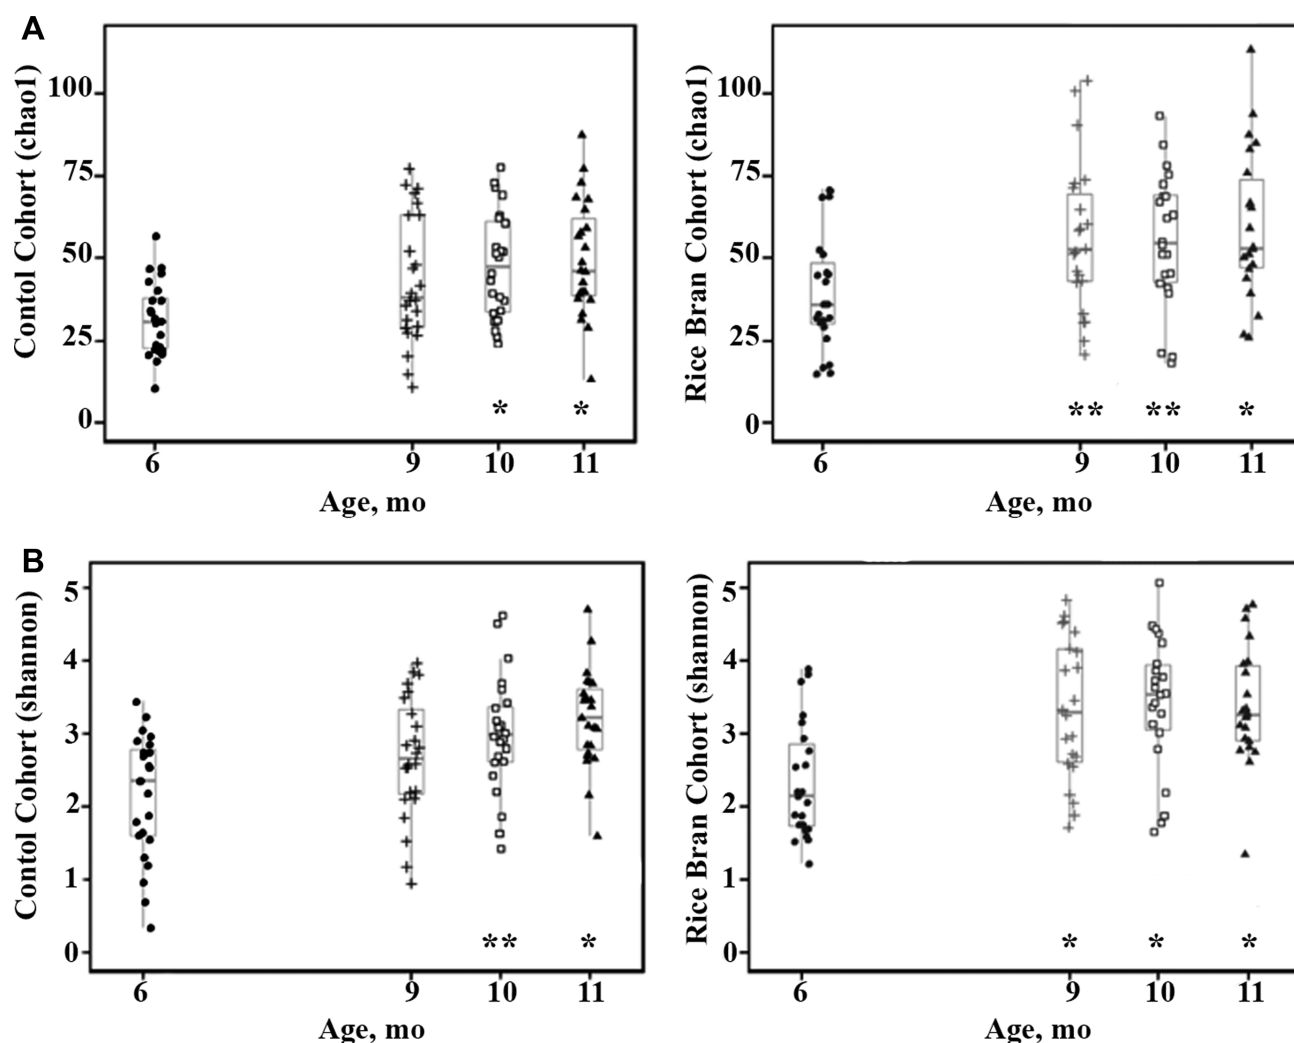 A
Contol Cohort (chao1)
100
75
50
25
0
* *
6 9 10 11
Age, mo
Rice Bran Cohort (chao1)
100
75
50
25
0
** ** *
6 9 10 11
Age, mo
B
Contol Cohort (shannon)
5
4
3
2
1
0
** *
6 9 10 11
Age, mo
Rice Bran Cohort (shannon)
5
4
3
2
1
0
* * *
6 9 10 11
Age, mo